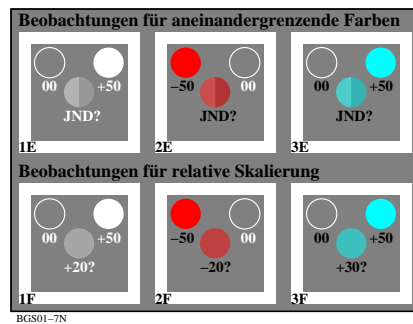 Beobachtungen für aneinandergrenzende Farben
00 +50 −50 00 00 +50
JND? JND? JND?
1E 2E 3E
Beobachtungen für relative Skalierung
00 +50 −50 00 00 +50
+20? −20? +30?
1F 2F 3F
BGS01−7N